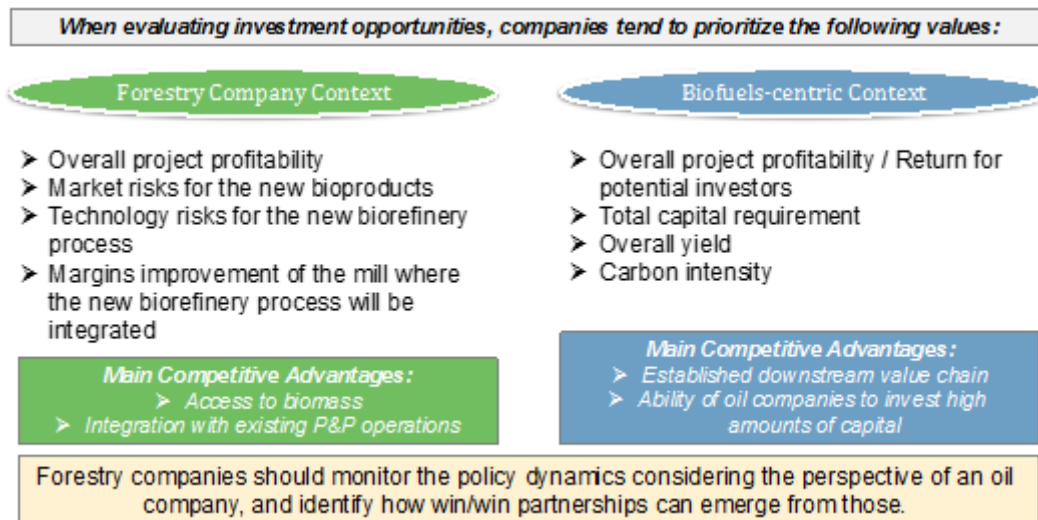 When evaluating investment opportunities, companies tend to prioritize the following values:
Forestry Company Context
➤ Overall project profitability
➤ Market risks for the new bioproducts
➤ Technology risks for the new biorefinery
process
➤ Margins improvement of the mill where
the new biorefinery process will be
integrated
Main Competitive Advantages:
➤ Access to biomass
➤ Integration with existing P&P operations
Biofuels-centric Context
➤ Overall project profitability / Return for
potential investors
➤ Total capital requirement
➤ Overall yield
➤ Carbon intensity
Main Competitive Advantages:
➤ Established downstream value chain
➤ Ability of oil companies to invest high
amounts of capital
Forestry companies should monitor the policy dynamics considering the perspective of an oil
company, and identify how win/win partnerships can emerge from those.